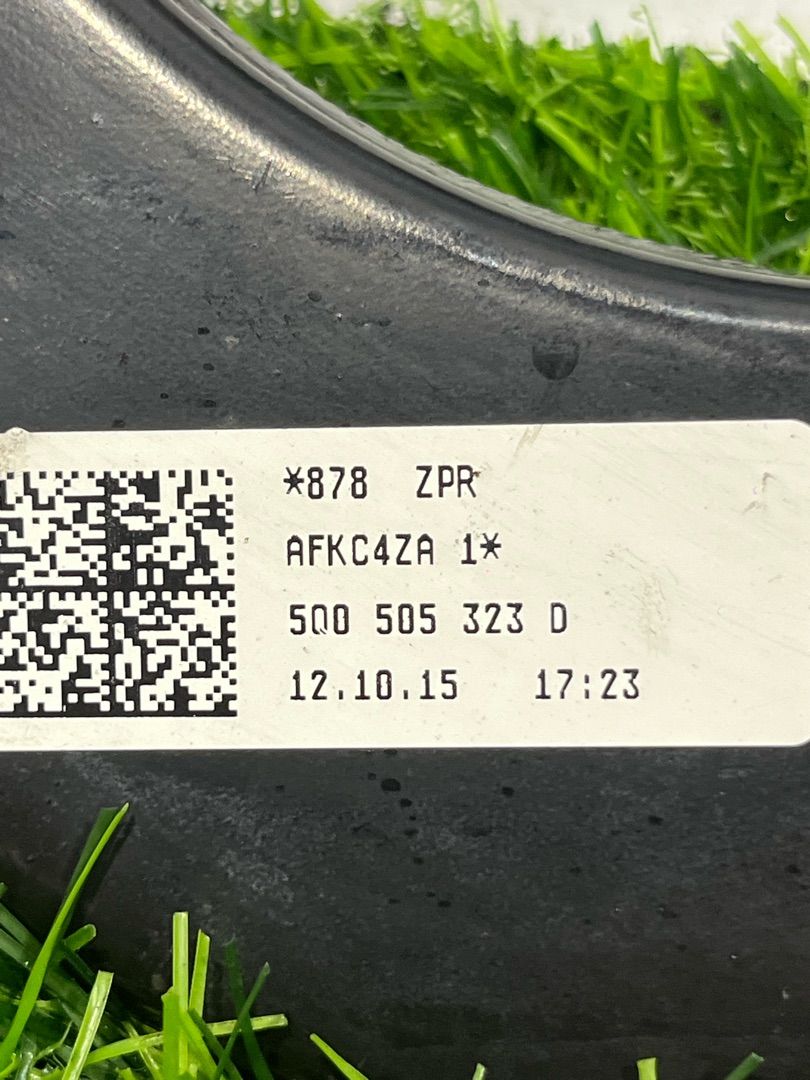 *878 ZPR
AFKC4ZA 1*
5Q0 505 323 D
12.10.15 17:23